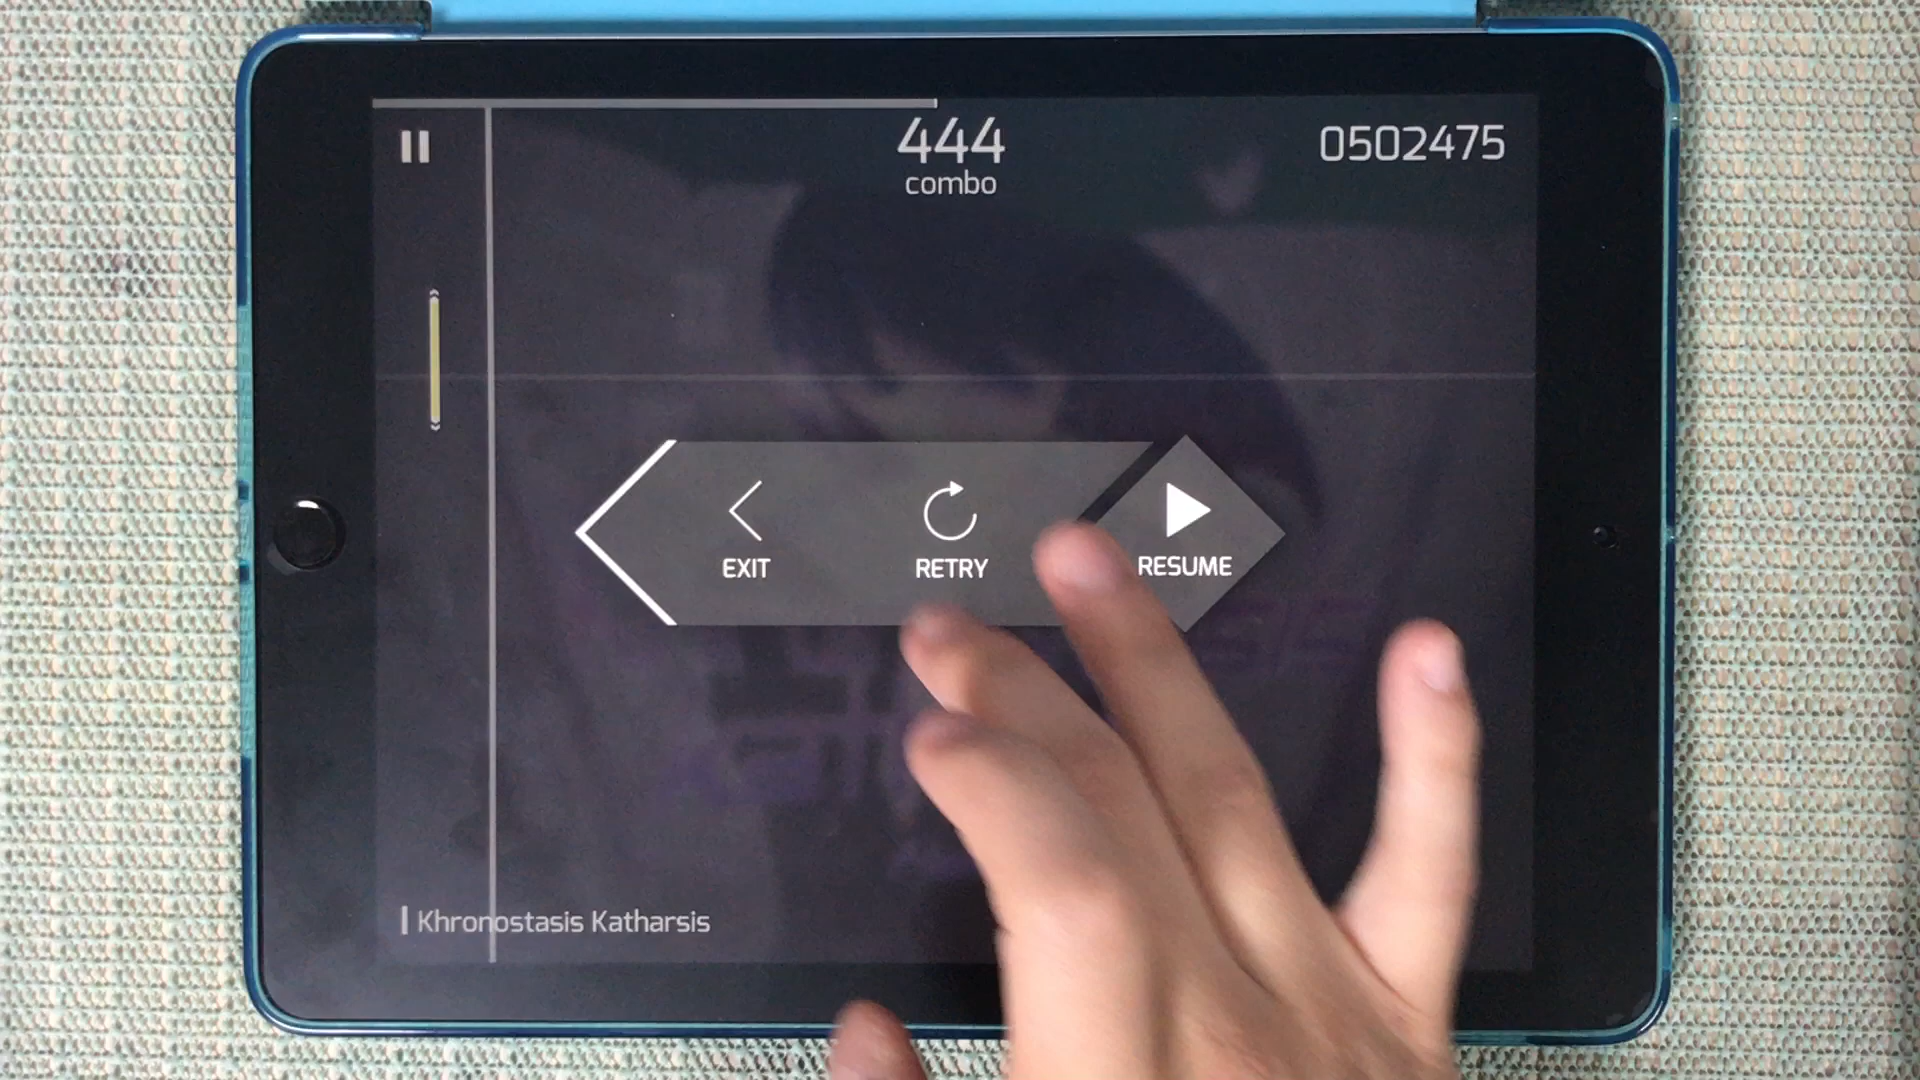 444
combo
0502475
EXIT
RETRY
RESUME
Khronostasis Katharsis